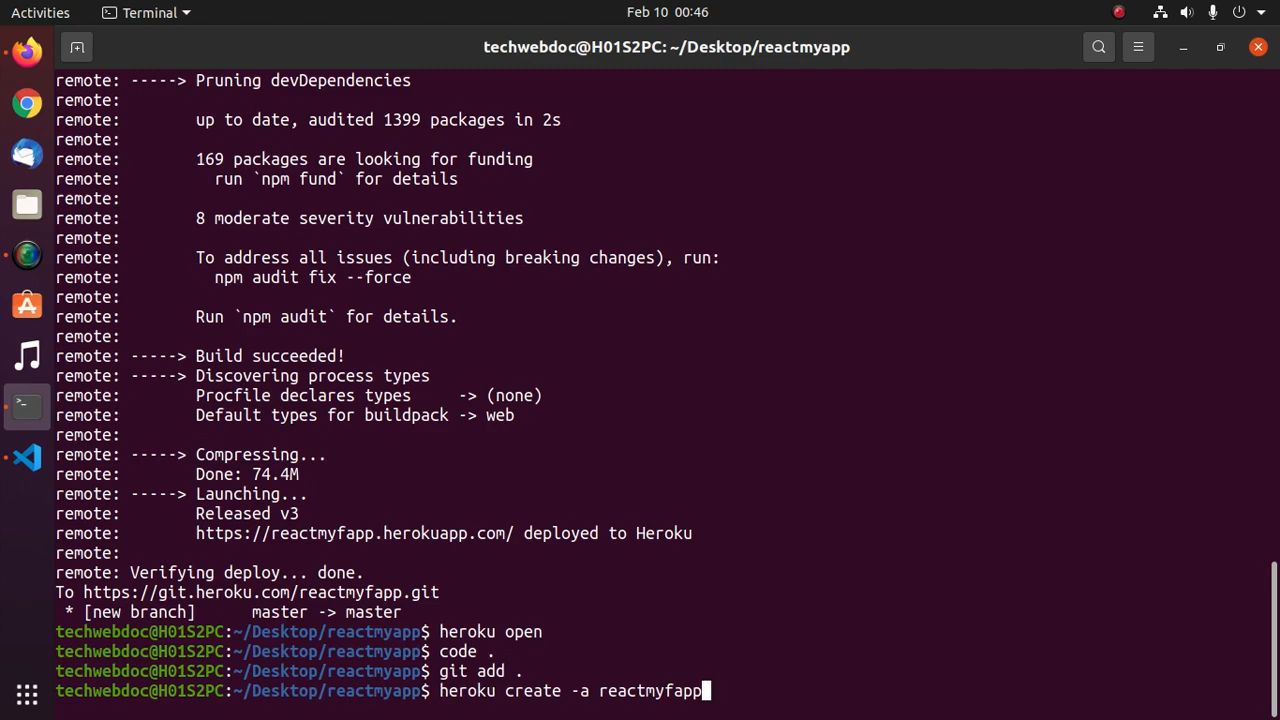 Activities
Terminal
Feb 10 00:46
techwebdoc@H01S2PC: ~/Desktop/reactmyapp
remote: -----> Pruning devDependencies
remote:
remote:        up to date, audited 1399 packages in 2s
remote:
remote:        169 packages are looking for funding
remote:          run `npm fund` for details
remote:
remote:        8 moderate severity vulnerabilities
remote:
remote:        To address all issues (including breaking changes), run:
remote:          npm audit fix --force
remote:
remote:        Run `npm audit` for details.
remote:
remote: -----> Build succeeded!
remote: -----> Discovering process types
remote:        Procfile declares types     -> (none)
remote:        Default types for buildpack -> web
remote:
remote: -----> Compressing...
remote:        Done: 74.4M
remote: -----> Launching...
remote:        Released v3
remote:        https://reactmyfapp.herokuapp.com/ deployed to Heroku
remote:
remote: Verifying deploy... done.
To https://git.heroku.com/reactmyfapp.git
 * [new branch]      master -> master
techwebdoc@H01S2PC:~/Desktop/reactmyapp$ heroku open
techwebdoc@H01S2PC:~/Desktop/reactmyapp$ code .
techwebdoc@H01S2PC:~/Desktop/reactmyapp$ git add .
techwebdoc@H01S2PC:~/Desktop/reactmyapp$ heroku create -a reactmyfapp